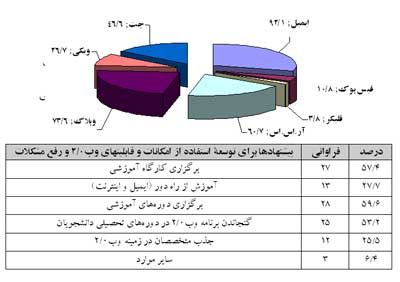 چت: ۴۶/۶
ایمیل: ۹۲/۱
ویکی: ۲۶/۷
فیس بوک: ۱۰/۸
وبلاگ: ۷۳/۶
فلیکر: ۳/۸
آر.اس.اس: ۶۰/۷
پیشنهادها برای توسعهٔ استفاده از امکانات و قابلیتهای وب۲/۰ و رفع مشکلات فراوانی درصد
برگزاری کارگاه آموزشی ۲۷ ۵۷/۴
آموزش از راه دور (ایمیل و اینترنت) ۱۳ ۲۷/۷
برگزاری دوره‌های آموزشی ۲۸ ۵۹/۶
گنجاندن برنامه وب ۲/۰ در دوره‌های تحصیلی دانشجویان ۲۵ ۵۳/۲
جذب متخصصان در زمینه وب ۲/۰ ۱۲ ۲۵/۵
سایر موارد ۳ ۶/۴